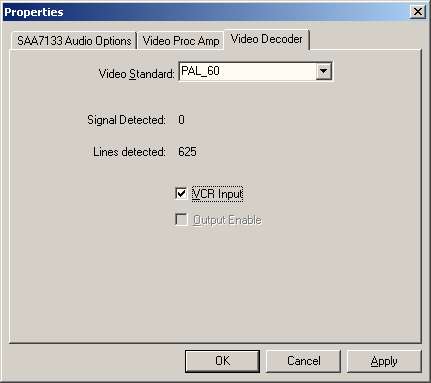 Properties
SAA7133 Audio Options Video Proc Amp Video Decoder
Video Standard: PAL_60
Signal Detected: 0
Lines detected: 625
VCR Input
Output Enable
OK Cancel Apply